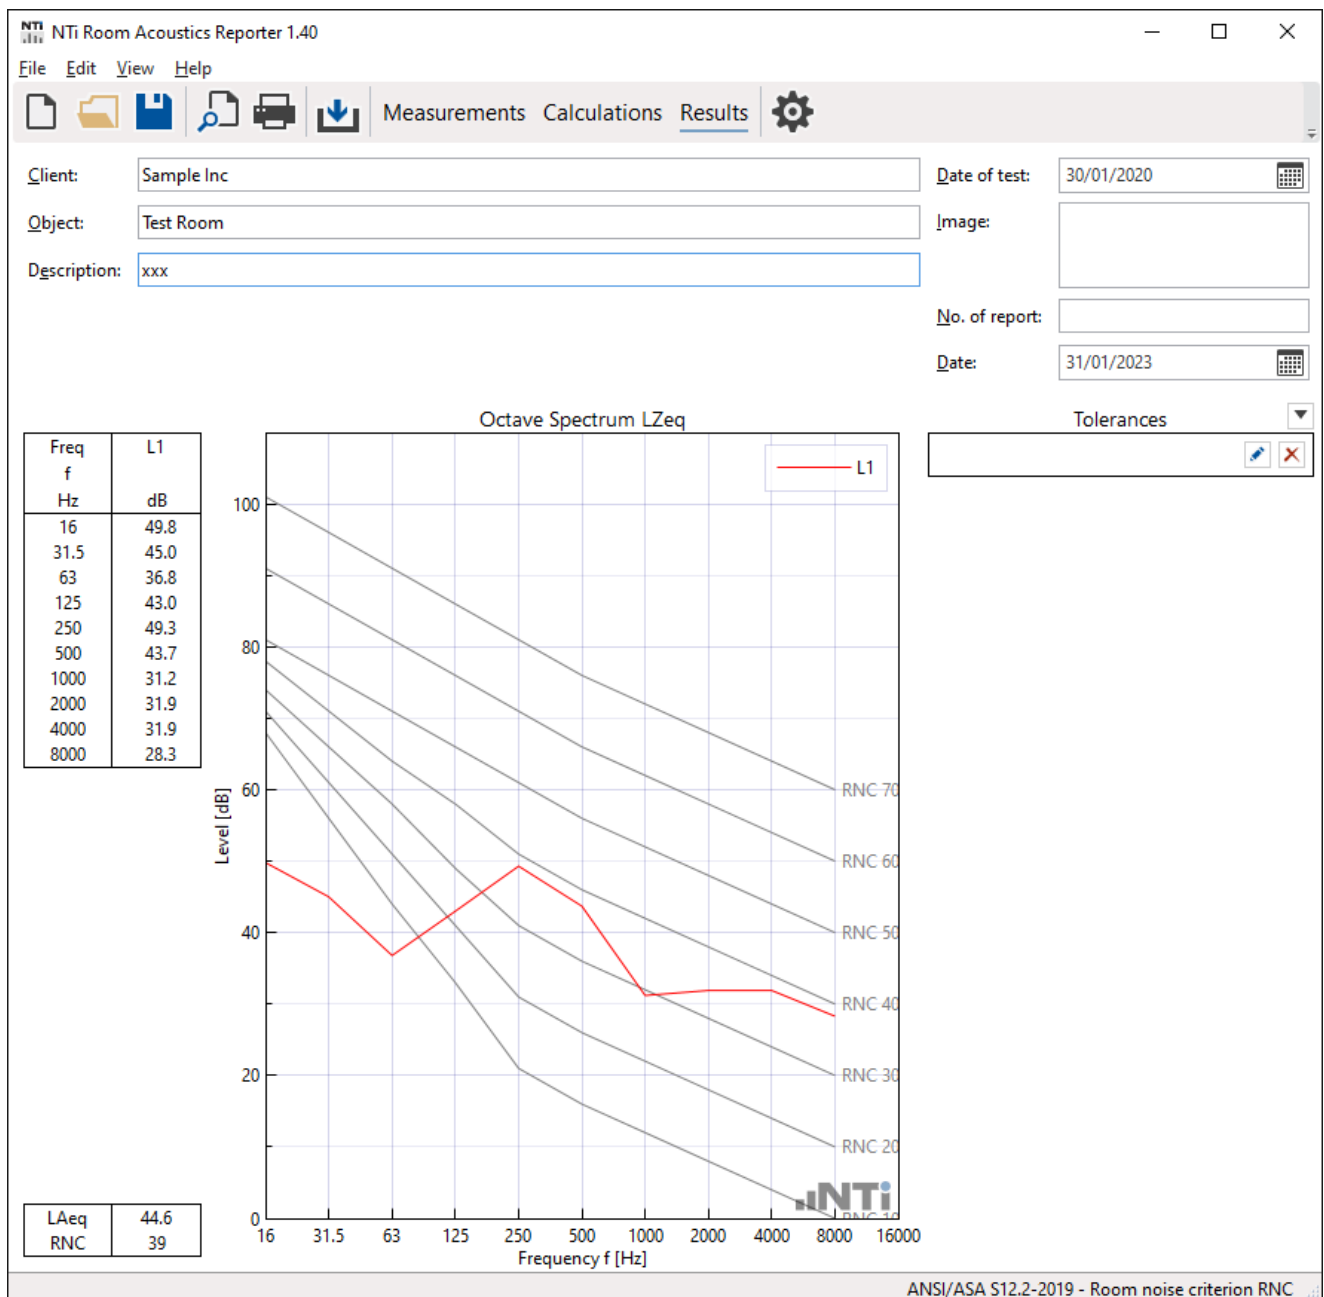 NTi NTi Room Acoustics Reporter 1.40
File Edit View Help
Measurements Calculations Results
Client: Sample Inc
Date of test: 30/01/2020
Object: Test Room
Image:
Description: xxx
No. of report:
Date: 31/01/2023
Octave Spectrum LZeq
Tolerances
Freq L1
f
Hz dB
16 49.8
31.5 45.0
63 36.8
125 43.0
250 49.3
500 43.7
1000 31.2
2000 31.9
4000 31.9
8000 28.3
L1
100
80
60
40
20
0
Level [dB]
RNC 70
RNC 60
RNC 50
RNC 40
RNC 30
RNC 20
NTi
RNC 10
16 31.5 63 125 250 500 1000 2000 4000 8000 16000
Frequency f [Hz]
LAeq 44.6
RNC 39
ANSI/ASA S12.2-2019 - Room noise criterion RNC